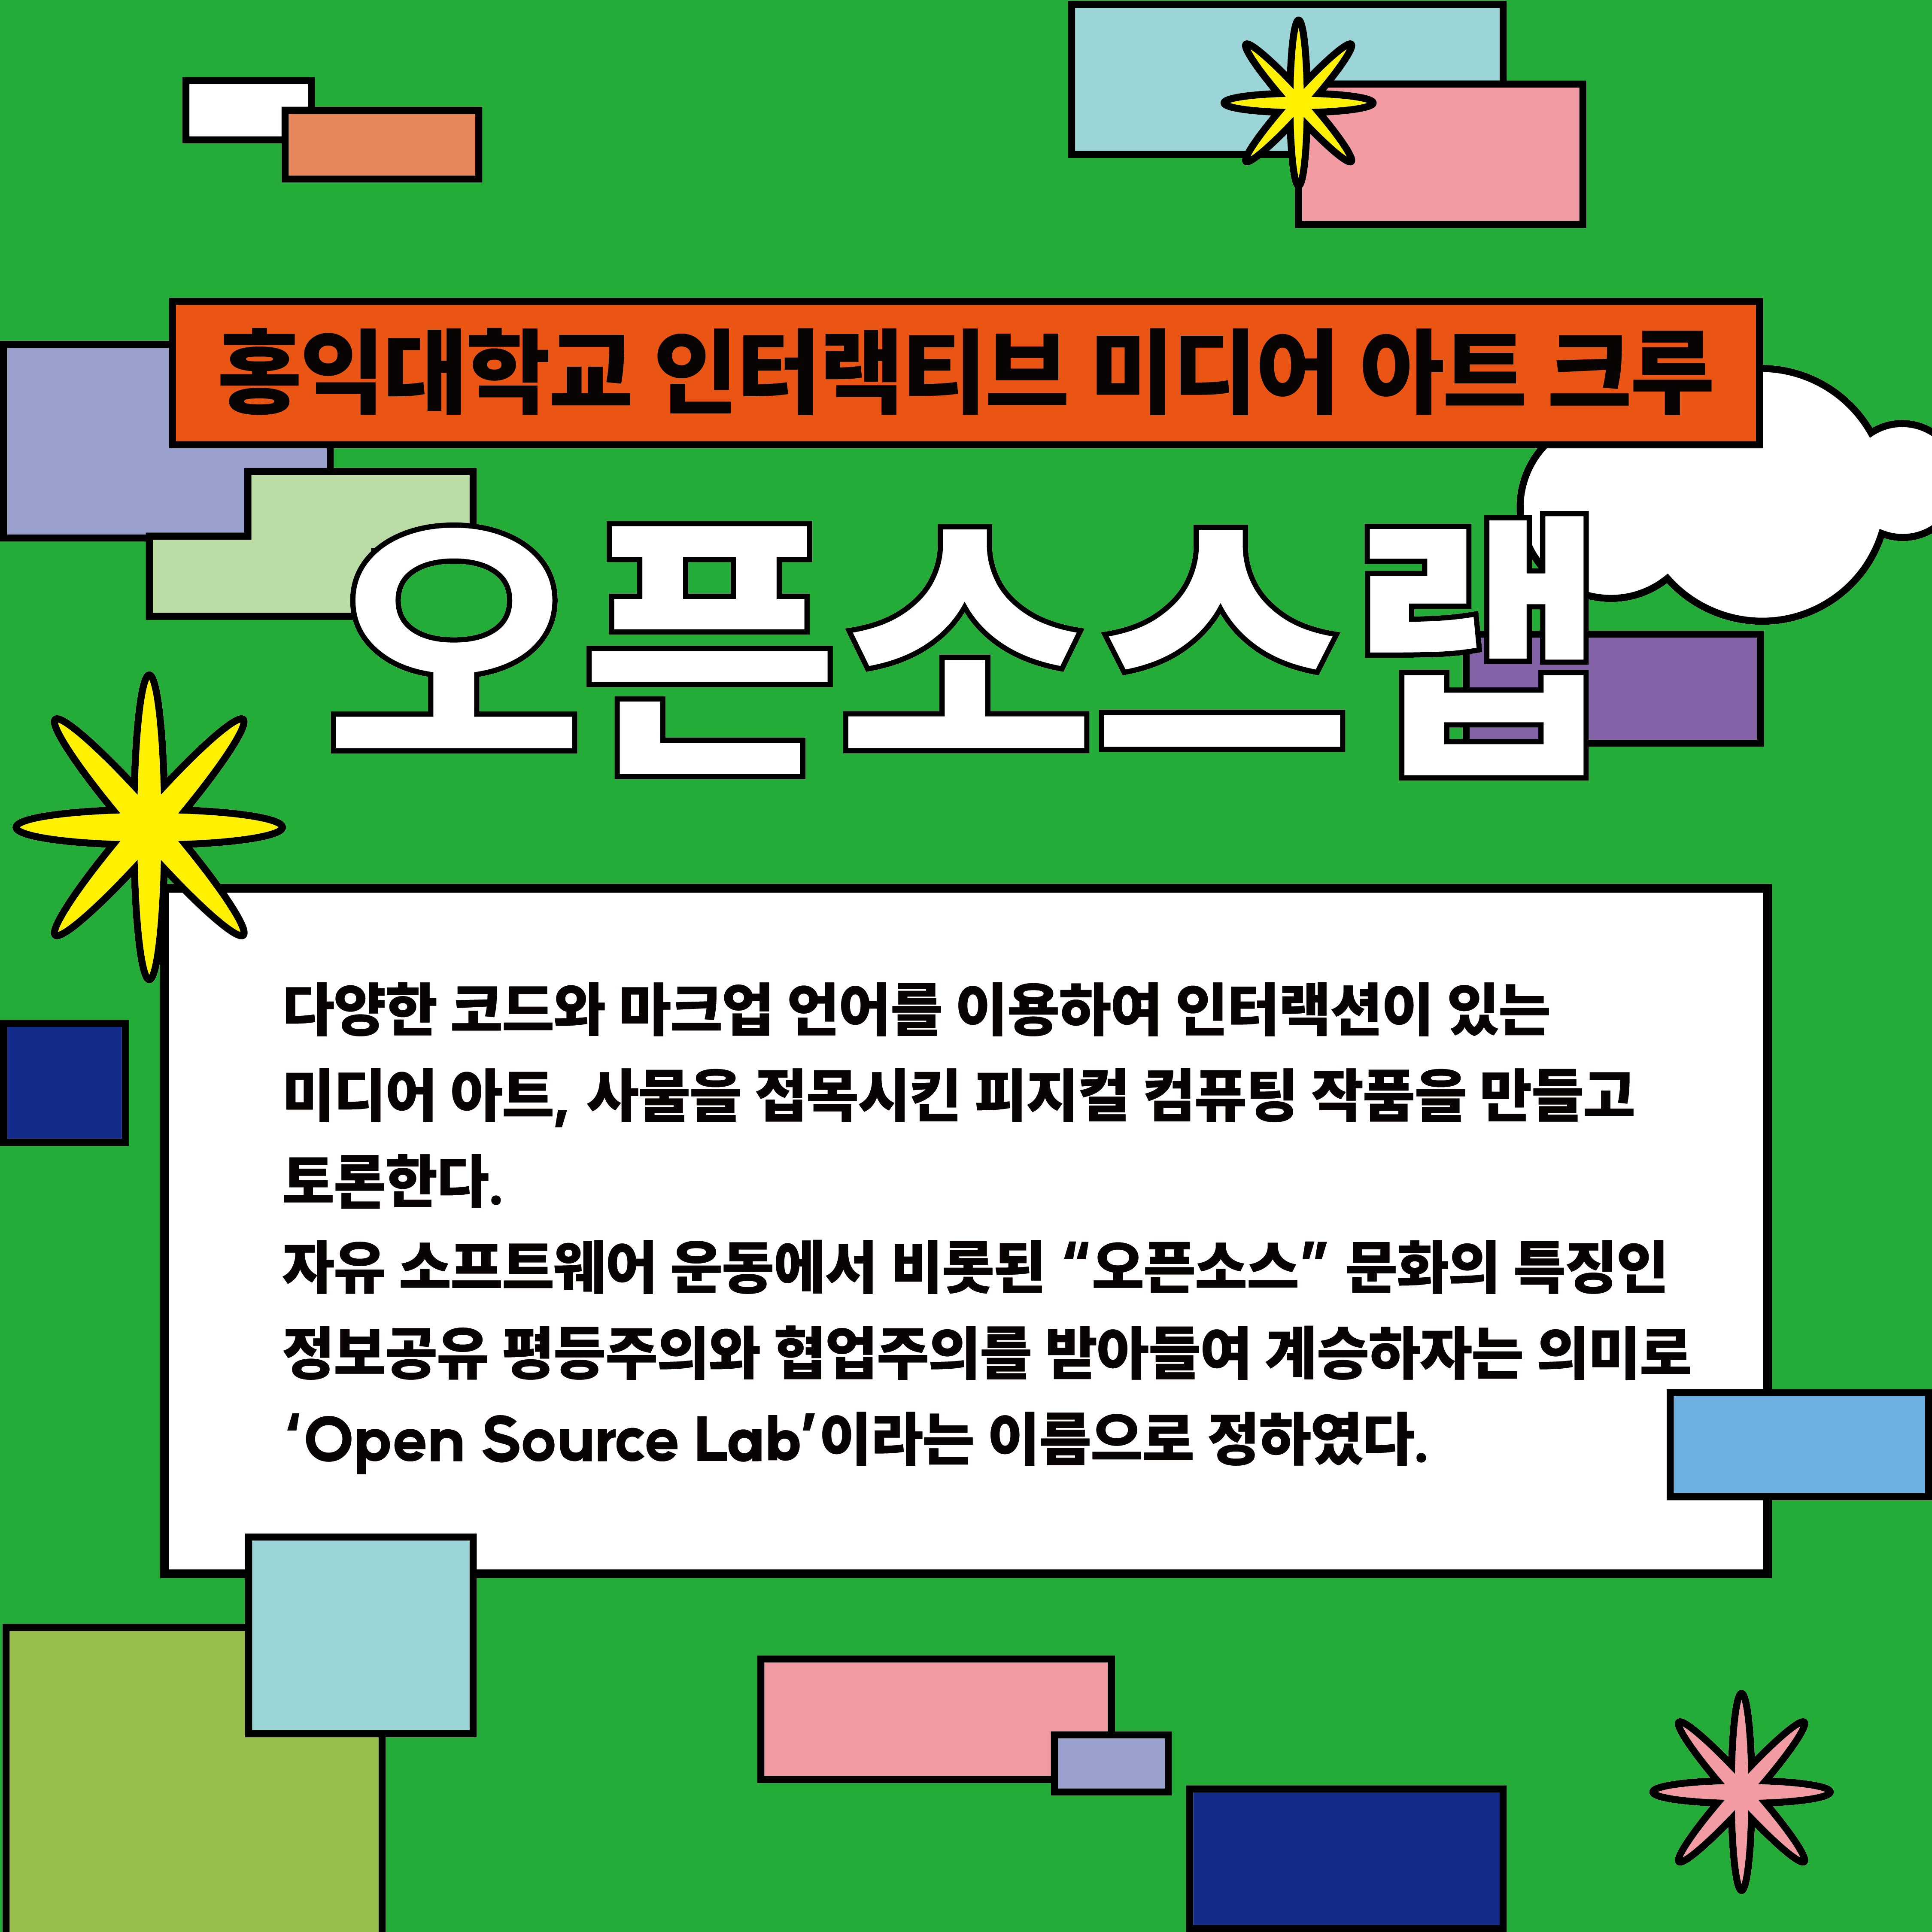 홍익대학교 인터랙티브 미디어 아트 크루
오픈소스랩
다양한 코드와 마크업 언어를 이용하여 인터랙션이 있는
미디어 아트, 사물을 접목시킨 피지컬 컴퓨팅 작품을 만들고
토론한다.
자유 소프트웨어 운동에서 비롯된 “오픈소스” 문화의 특징인
정보공유 평등주의와 협업주의를 받아들여 계승하자는 의미로
‘Open Source Lab’이라는 이름으로 정하였다.